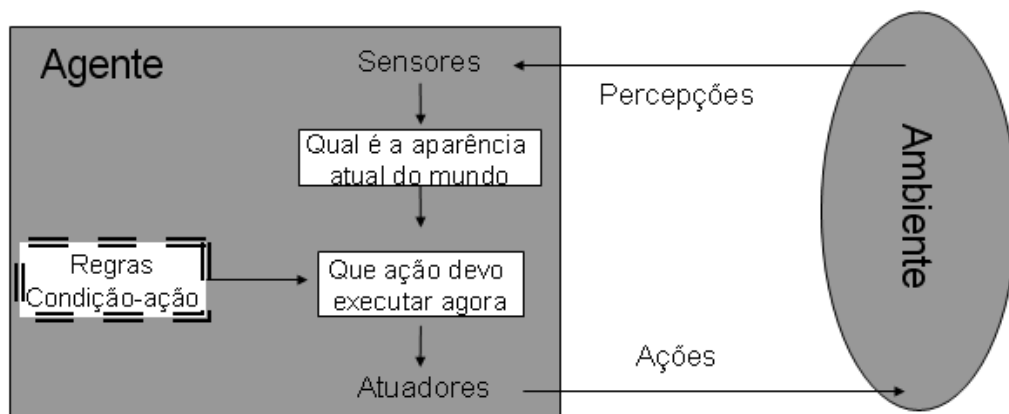 Agente
Sensores
Percepções
Qual é a aparência
atual do mundo
Ambiente
Regras
Condição-ação
Que ação devo
executar agora
Ações
Atuadores